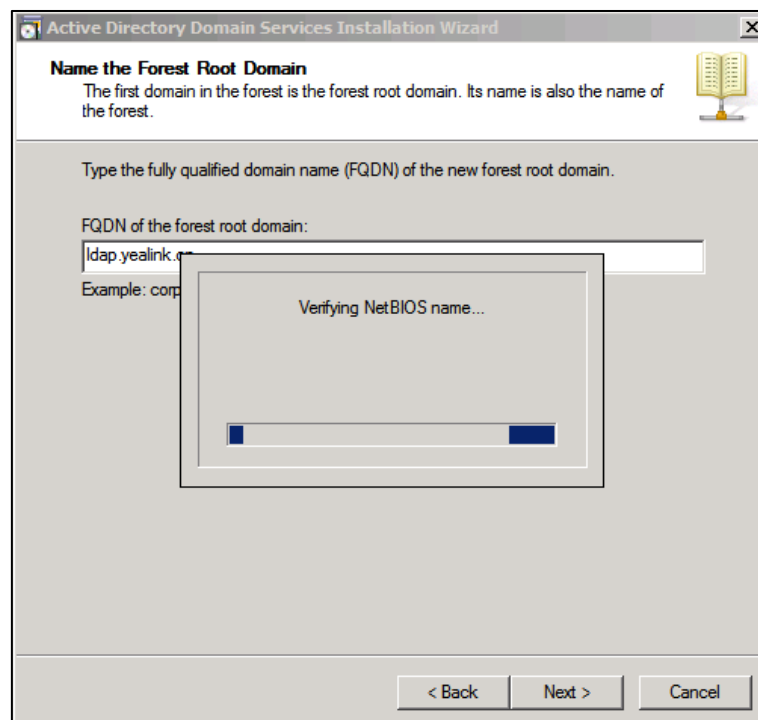 Active Directory Domain Services Installation Wizard
Name the Forest Root Domain
The first domain in the forest is the forest root domain. Its name is also the name of
the forest.
Type the fully qualified domain name (FQDN) of the new forest root domain.
FQDN of the forest root domain:
ldap.yealink.
Example: corp
Verifying NetBIOS name...
< Back
Next >
Cancel